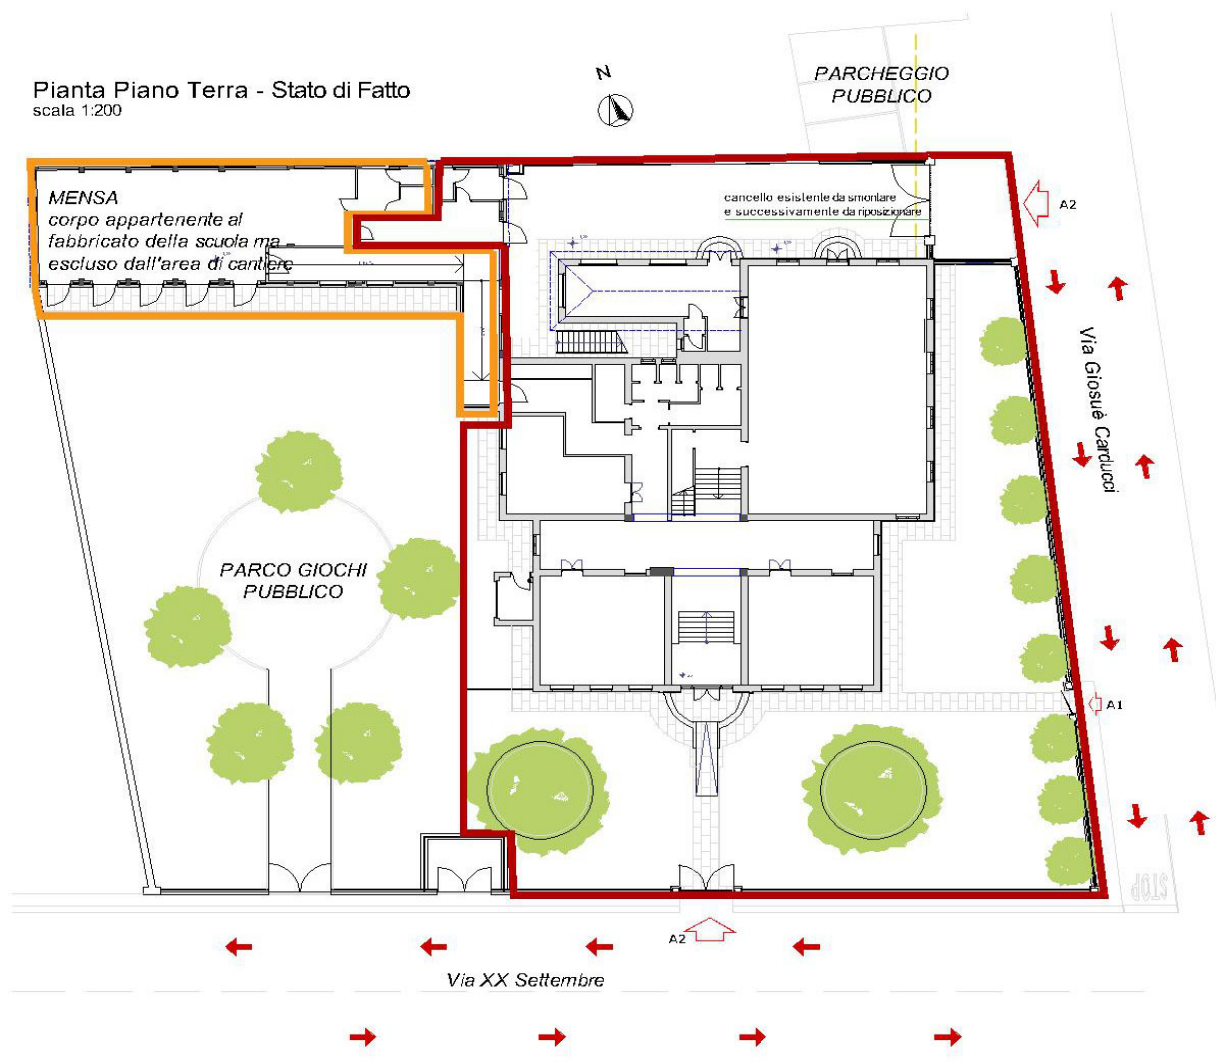 Pianta Piano Terra - Stato di Fatto
scala 1:200
N
PARCHEGGIO
PUBBLICO
MENSA
corpo appartenente al
fabbricato della scuola ma
escluso dall'area di cantiere
cancello esistente da smontare
e successivamente da riposizionare
A2
Via Giosuè Carducci
PARCO GIOCHI
PUBBLICO
A1
STOP
A2
Via XX Settembre